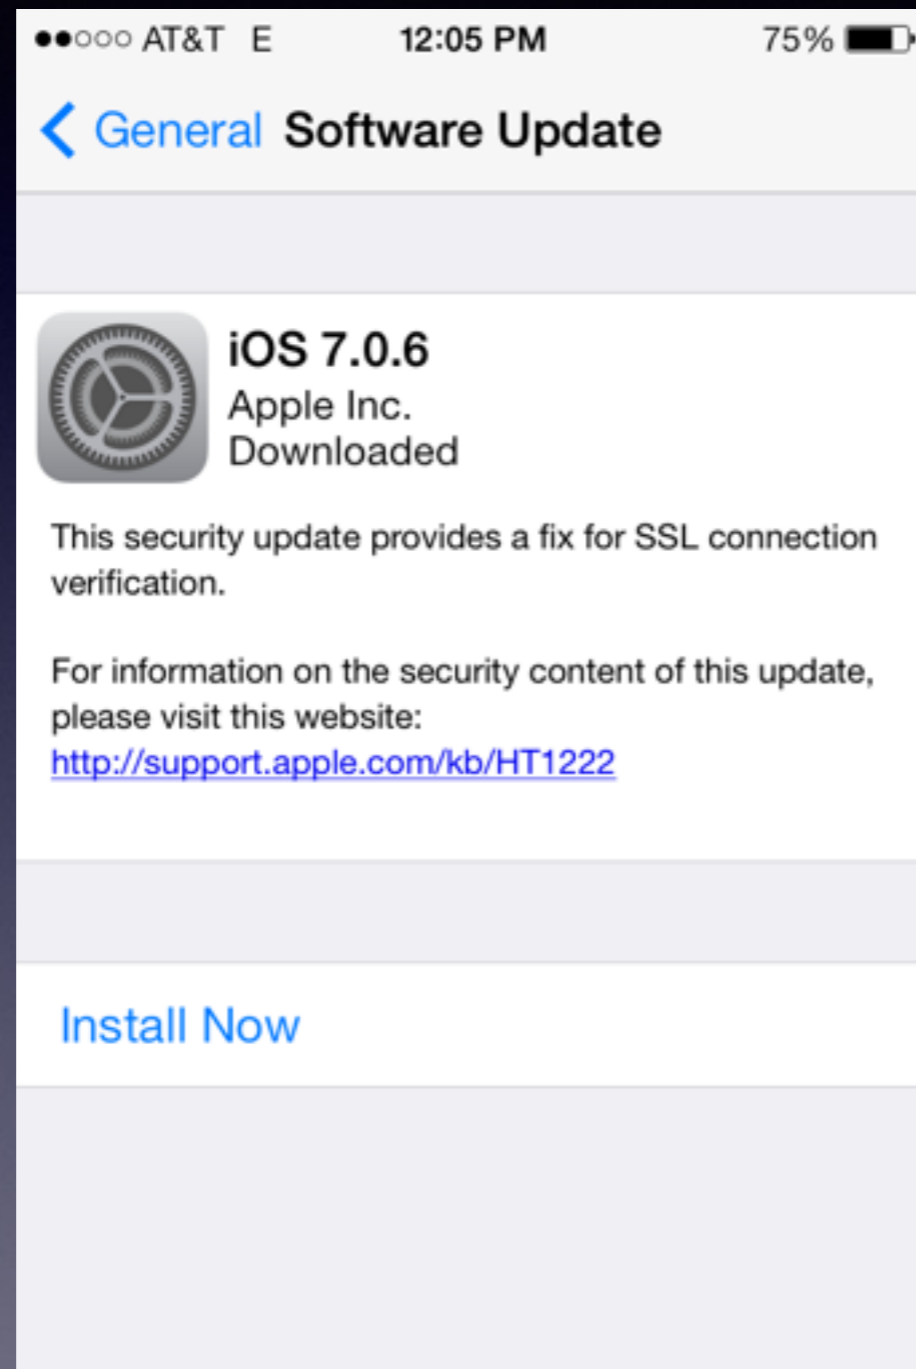 AT&T E 12:05 PM 75%
General Software Update
iOS 7.0.6
Apple Inc.
Downloaded
This security update provides a fix for SSL connection
verification.
For information on the security content of this update,
please visit this website:
http://support.apple.com/kb/HT1222
Install Now